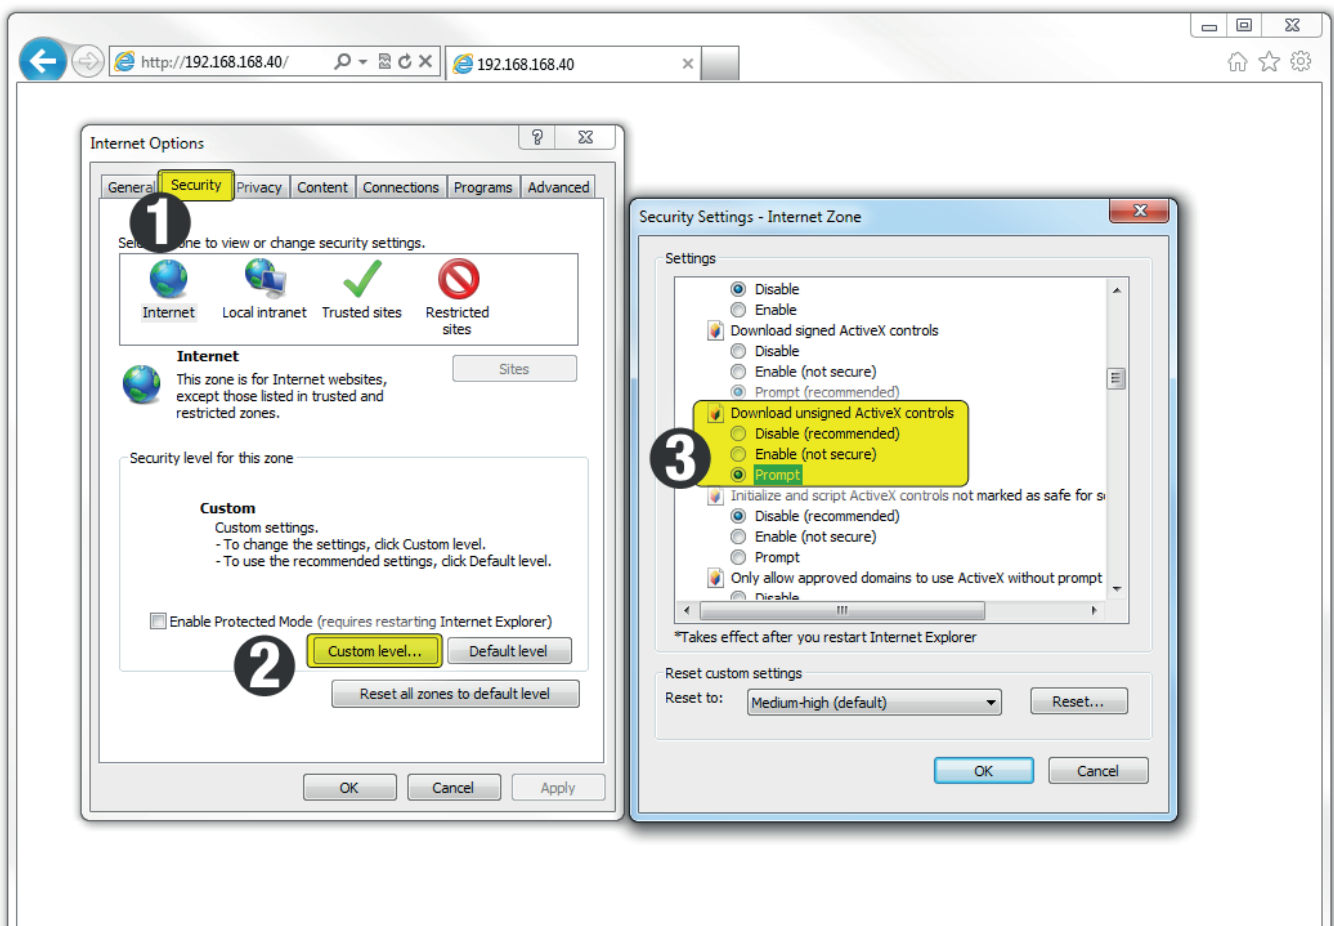 http://192.168.168.40/
192.168.168.40
Internet Options
General
Security
Privacy
Content
Connections
Programs
Advanced
1
one to view or change security settings.
Internet
Local intranet
Trusted sites
Restricted
sites
Internet
This zone is for Internet websites,
except those listed in trusted and
restricted zones.
Sites
Security level for this zone
Custom
Custom settings.
- To change the settings, click Custom level.
- To use the recommended settings, click Default level.
Enable Protected Mode (requires restarting Internet Explorer)
2
Custom level...
Default level
Reset all zones to default level
OK
Cancel
Apply
Security Settings - Internet Zone
Settings
Disable
Enable
Download signed ActiveX controls
Disable
Enable (not secure)
Prompt (recommended)
3
Download unsigned ActiveX controls
Disable (recommended)
Enable (not secure)
Prompt
Initialize and script ActiveX controls not marked as safe for s
Disable (recommended)
Enable (not secure)
Prompt
Only allow approved domains to use ActiveX without prompt
Disable
*Takes effect after you restart Internet Explorer
Reset custom settings
Reset to:
Medium-high (default)
Reset...
OK
Cancel